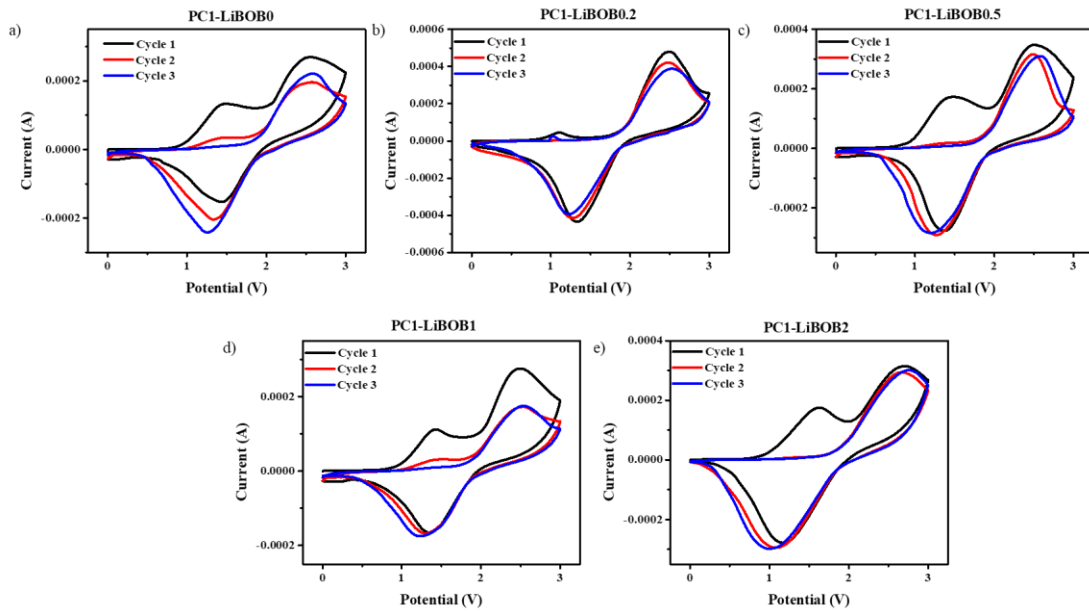 PC1-LiBOB0
a)
Cycle 1
Cycle 2
Cycle 3
0.0002
0.0000
-0.0002
Current (A)
0 1 2 3
Potential (V)
PC1-LiBOB0.2
b)
0.0006
Cycle 1
Cycle 2
Cycle 3
0.0004
0.0002
0.0000
-0.0002
-0.0004
-0.0006
Current (A)
0 1 2 3
Potential (V)
PC1-LiBOB0.5
c)
0.0004
Cycle 1
Cycle 2
Cycle 3
0.0002
0.0000
-0.0002
Current (A)
0 1 2 3
Potential (V)
PC1-LiBOB1
d)
Cycle 1
Cycle 2
Cycle 3
0.0002
0.0000
-0.0002
Current (A)
0 1 2 3
Potential (V)
PC1-LiBOB2
e)
0.0004
Cycle 1
Cycle 2
Cycle 3
0.0002
0.0000
-0.0002
Current (A)
0 1 2 3
Potential (V)